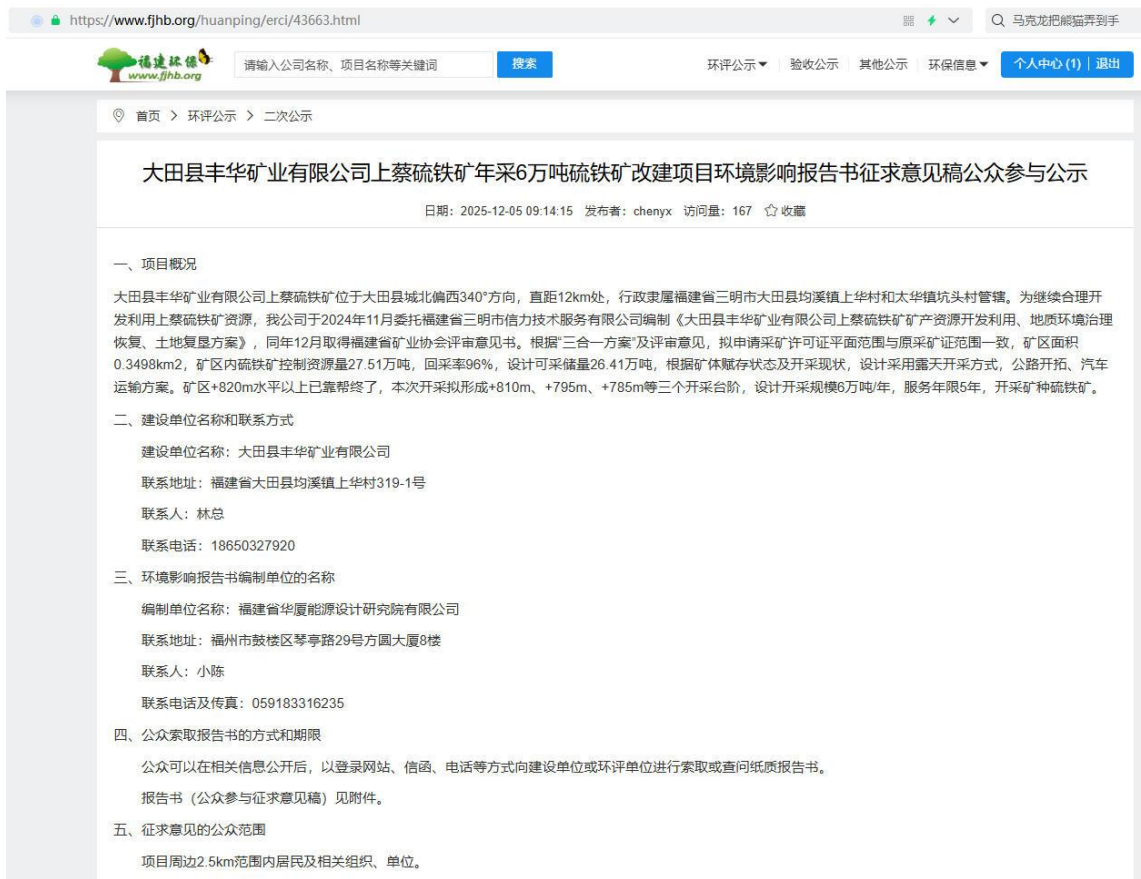 https://www.fjhb.org/huanping/erci/43663.html
马克龙把熊猫弄到手
福建环保
www.fjhb.org
请输入公司名称、项目名称等关键词
搜索
环评公示 验收公示 其他公示 环保信息
个人中心 (1) | 退出
首页 > 环评公示 > 二次公示
大田县丰华矿业有限公司上蔡硫铁矿年采6万吨硫铁矿改建项目环境影响报告书征求意见稿公众参与公示
日期：2025-12-05 09:14:15 发布者：chenyx 访问量：167 收藏
一、项目概况
大田县丰华矿业有限公司上蔡硫铁矿位于大田县城北偏西340°方向，直距12km处，行政隶属福建省三明市大田县均溪镇上华村和太华镇坑头村管辖。为继续合理开
发利用上蔡硫铁矿资源，我公司于2024年11月委托福建省三明市信力技术服务有限公司编制《大田县丰华矿业有限公司上蔡硫铁矿矿产资源开发利用、地质环境治理
恢复、土地复垦方案》，同年12月取得福建省矿业协会评审意见书。根据“三合一方案”及评审意见，拟申请采矿许可证平面范围与原采矿证范围一致，矿区面积
0.3498km2，矿区内硫铁矿控制资源量27.51万吨，回采率96%，设计可采储量26.41万吨，根据矿体赋存状态及开采现状，设计采用露天开采方式，公路开拓、汽车
运输方案。矿区+820m水平以上已靠帮终了，本次开采拟形成+810m、+795m、+785m等三个开采台阶，设计开采规模6万吨/年，服务年限5年，开采矿种硫铁矿。
二、建设单位名称和联系方式
建设单位名称：大田县丰华矿业有限公司
联系地址：福建省大田县均溪镇上华村319-1号
联系人：林总
联系电话：18650327920
三、环境影响报告书编制单位的名称
编制单位名称：福建省华厦能源设计研究院有限公司
联系地址：福州市鼓楼区琴亭路29号方圆大厦8楼
联系人：小陈
联系电话及传真：059183316235
四、公众索取报告书的方式和期限
公众可以在相关信息公开后，以登录网站、信函、电话等方式向建设单位或环评单位进行索取或查问纸质报告书。
报告书（公众参与征求意见稿）见附件。
五、征求意见的公众范围
项目周边2.5km范围内居民及相关组织、单位。